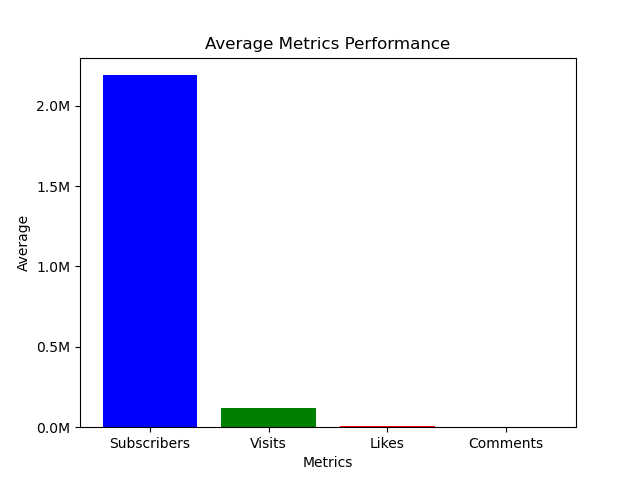 Average Metrics Performance
2.0M
1.5M
1.0M
0.5M
0.0M
Average
Subscribers Visits Likes Comments
Metrics